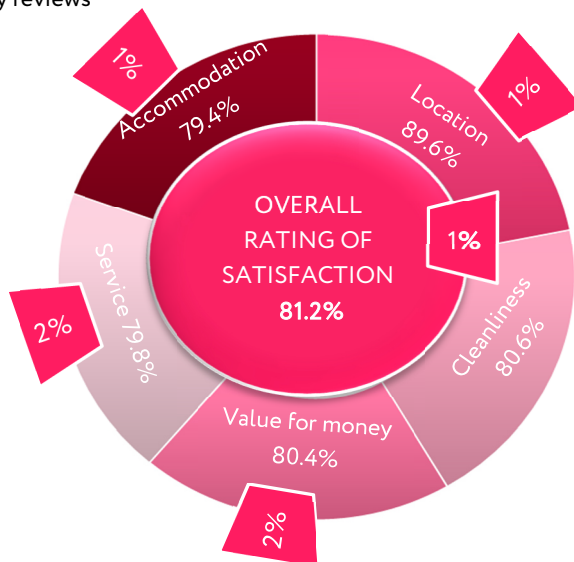 y reviews
1%
Accommodation
79.4%
1%
Location
89.6%
OVERALL
RATING OF
SATISFACTION
81.2%
1%
Cleanliness
80.6%
Service 79.8%
2%
Value for money
80.4%
2%